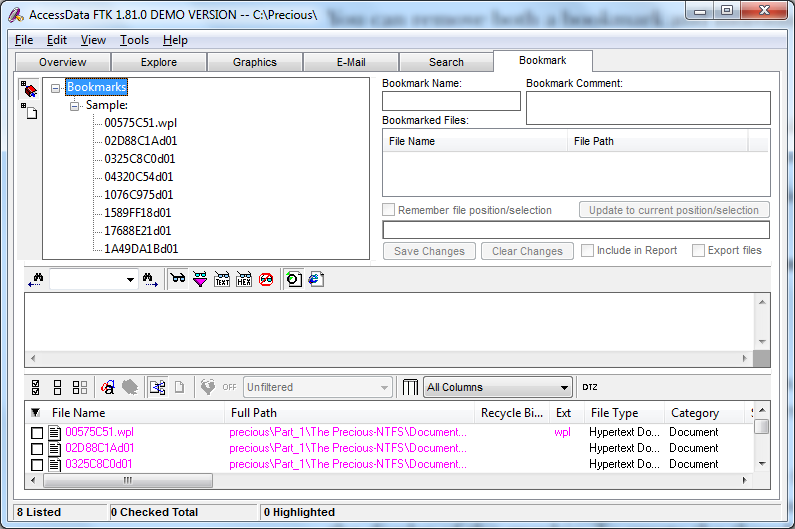 AccessData FTK 1.81.0 DEMO VERSION -- C:\Precious\
File Edit View Tools Help
Overview Explore Graphics E-Mail Search Bookmark
Bookmarks
Sample:
00575C51.wpl
02D88C1Ad01
0325C8C0d01
04320C54d01
1076C975d01
1589FF18d01
17688E21d01
1A49DA1Bd01
Bookmark Name: Bookmark Comment:
Bookmarked Files:
File Name File Path
Remember file position/selection Update to current position/selection
Save Changes Clear Changes Include in Report Export files
TEXT HEX
OFF Unfiltered All Columns DTZ
File Name Full Path Recycle Bi... Ext File Type Category
00575C51.wpl precious\Part_1\The Precious-NTFS\Document... wpl Hypertext Do... Document
02D88C1Ad01 precious\Part_1\The Precious-NTFS\Document... Hypertext Do... Document
0325C8C0d01 precious\Part_1\The Precious-NTFS\Document... Hypertext Do... Document
8 Listed 0 Checked Total 0 Highlighted